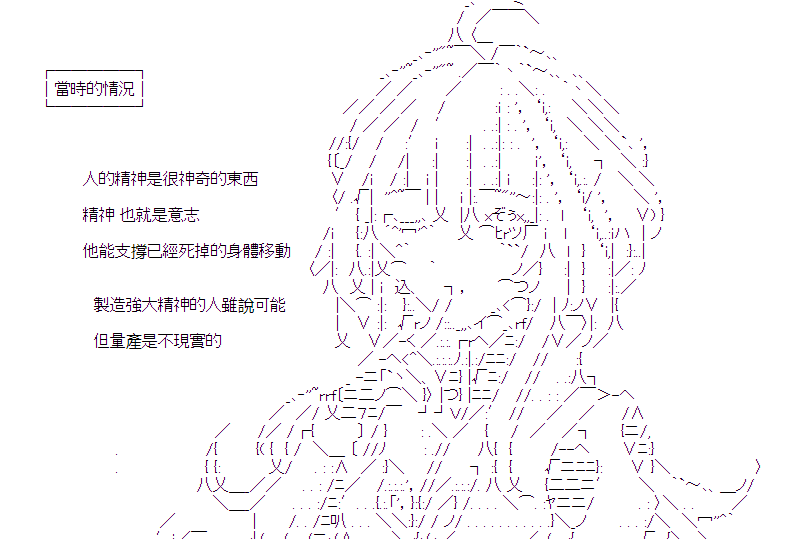 當時的情況
人的精神是很神奇的東西
精神 也就是意志
他能支撐已經死掉的身體移動
製造強大精神的人雖說可能
但量產是不現實的